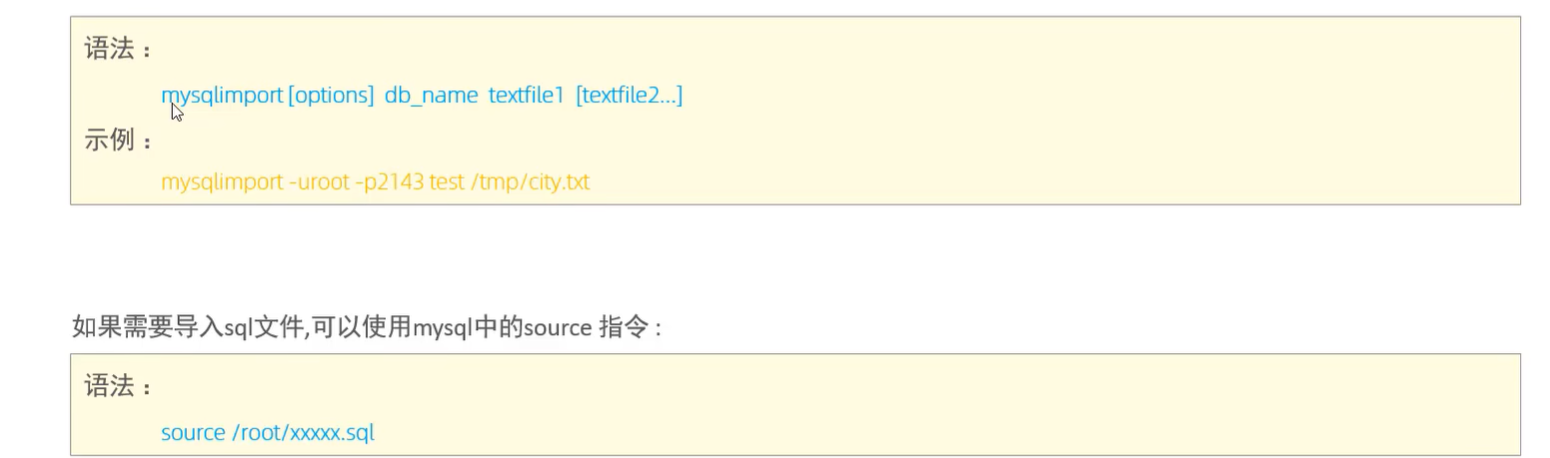 语法：
mysqlimport [options] db_name textfile1 [textfile2...]
示例：
mysqlimport -uroot -p2143 test /tmp/city.txt
如果需要导入sql文件,可以使用mysql中的source 指令 :
语法：
source /root/xxxxx.sql